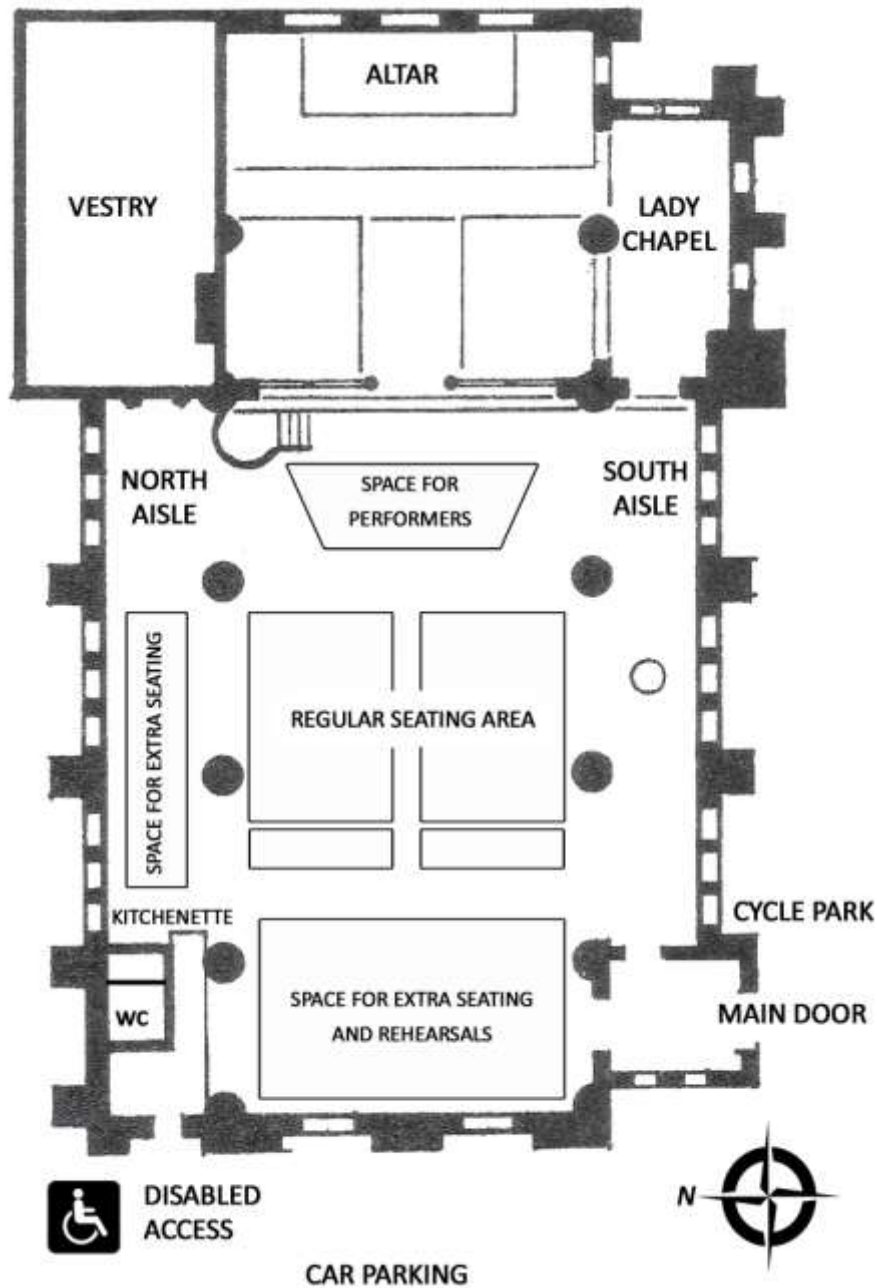 ALTAR
VESTRY
LADY
CHAPEL
NORTH
AISLE
SPACE FOR
PERFORMERS
SOUTH
AISLE
SPACE FOR EXTRA SEATING
REGULAR SEATING AREA
KITCHENETTE
CYCLE PARK
WC
SPACE FOR EXTRA SEATING
AND REHEARSALS
MAIN DOOR
DISABLED
ACCESS
N
CAR PARKING